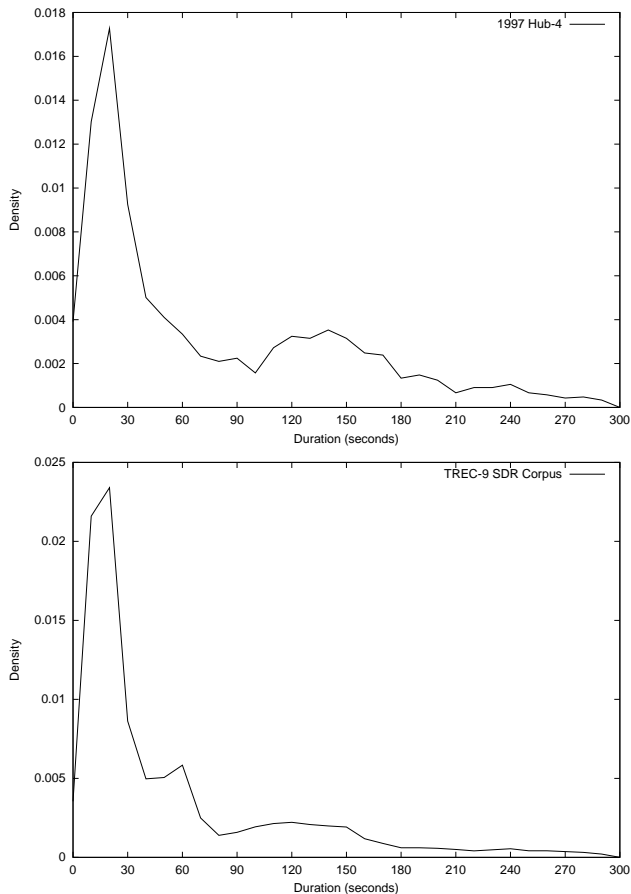 1997 Hub-4
0.018
0.016
0.014
0.012
0.01
0.008
0.006
0.004
0.002
0
Density
0 30 60 90 120 150 180 210 240 270 300
Duration (seconds)
TREC-9 SDR Corpus
0.025
0.02
0.015
0.01
0.005
0
Density
0 30 60 90 120 150 180 210 240 270 300
Duration (seconds)